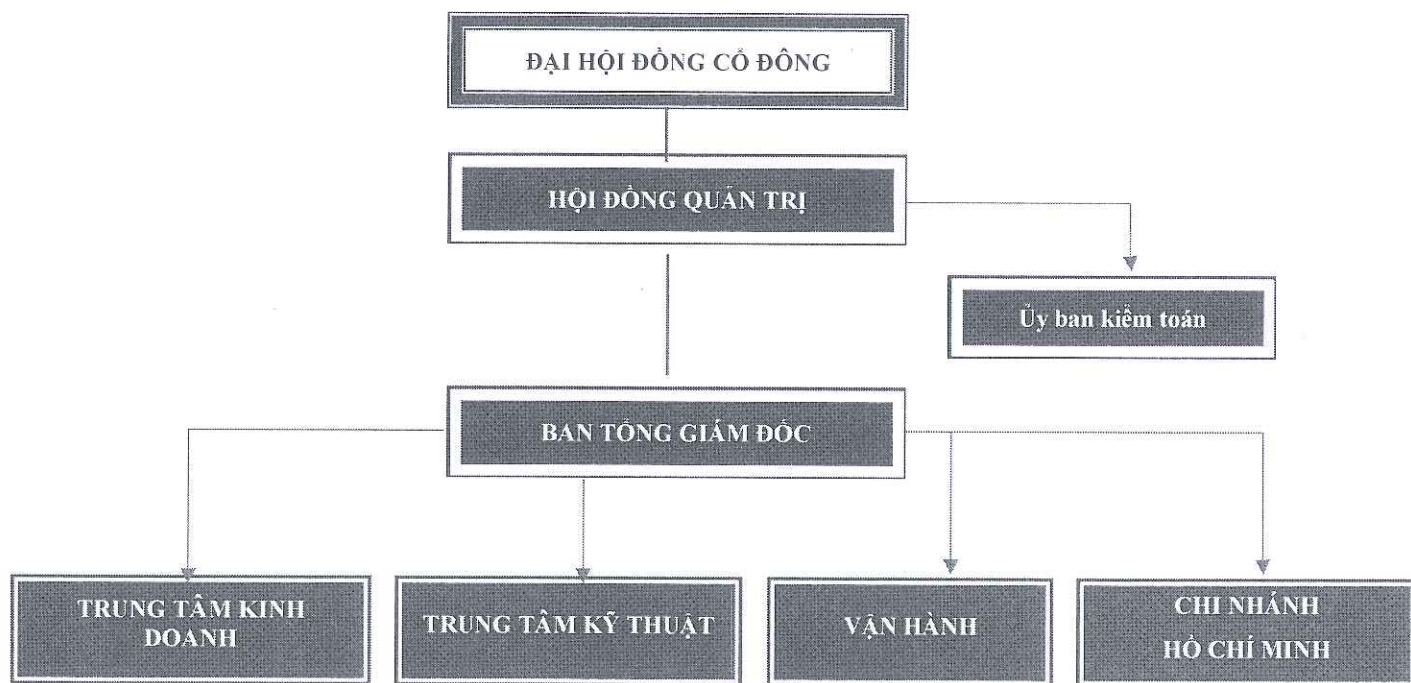 ĐẠI HỘI ĐỒNG CỔ ĐÔNG
HỘI ĐỒNG QUẢN TRỊ
Ủy ban kiểm toán
BAN TỔNG GIÁM ĐỐC
TRUNG TÂM KINH
DOANH
TRUNG TÂM KỸ THUẬT
VẬN HÀNH
CHI NHÁNH
HỒ CHÍ MINH